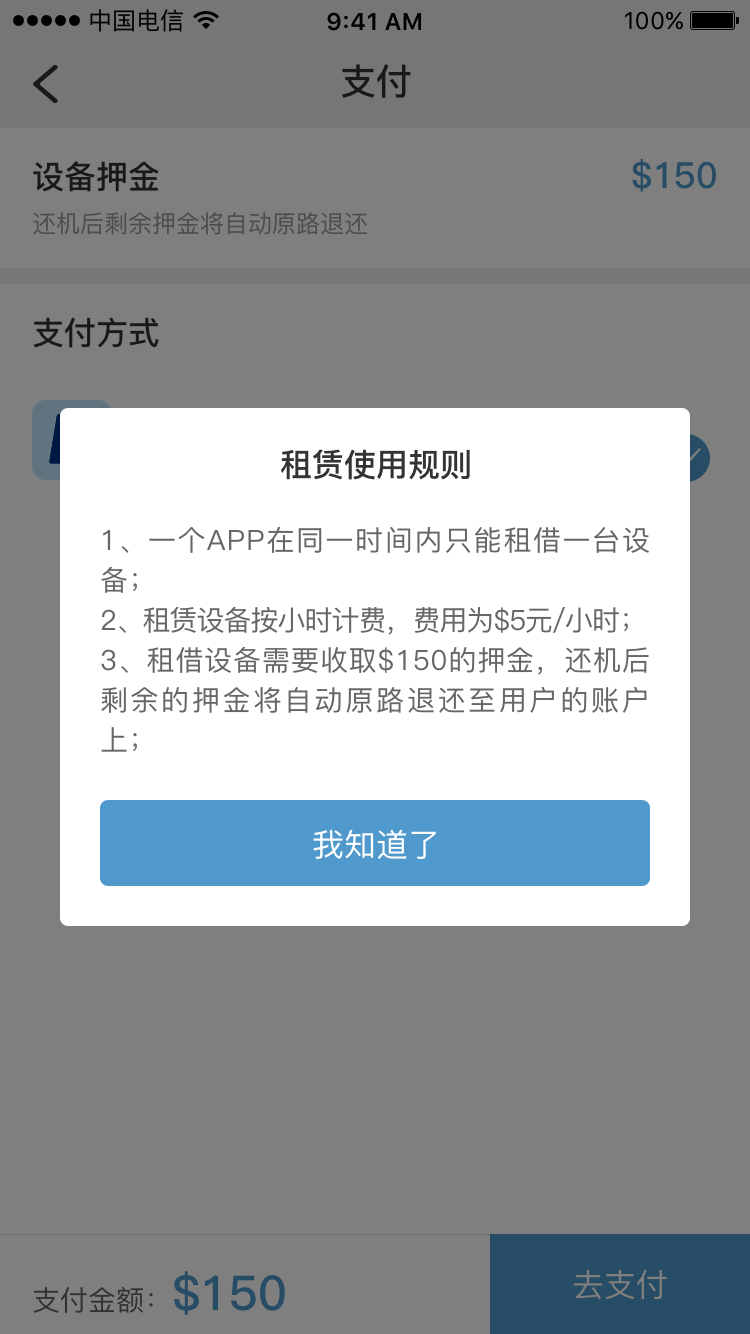 中国电信 9:41 AM 100%
支付
设备押金 $150
还机后剩余押金将自动原路退还
支付方式
租赁使用规则
1、一个APP在同一时间内只能租借一台设
备；
2、租赁设备按小时计费，费用为$5元/小时；
3、租借设备需要收取$150的押金，还机后
剩余的押金将自动原路退还至用户的账户
上；
我知道了
支付金额：$150 去支付